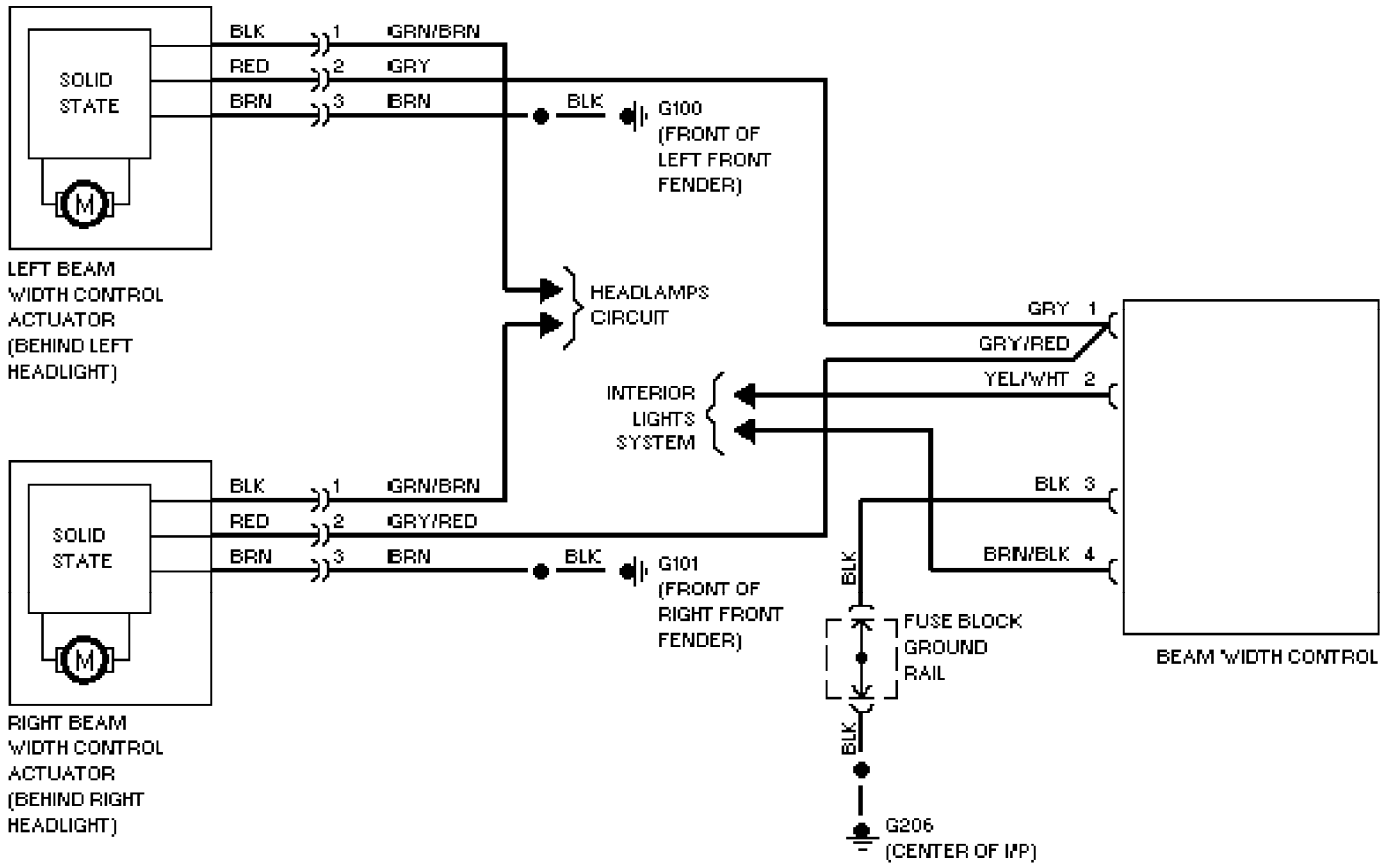 BLK 1 GRN/BRN
RED 2 GRY
BRN 3 BRN
BLK
SOLID
STATE
M
G100
(FRONT OF
LEFT FRONT
FENDER)
LEFT BEAM
WIDTH CONTROL
ACTUATOR
(BEHIND LEFT
HEADLIGHT)
HEADLAMPS
CIRCUIT
INTERIOR
LIGHTS
SYSTEM
GRY 1
GRY/RED
YEL/WHT 2
BLK 3
BRN/BLK 4
BEAM WIDTH CONTROL
BLK 1 GRN/BRN
RED 2 GRY/RED
BRN 3 BRN
BLK
SOLID
STATE
M
G101
(FRONT OF
RIGHT FRONT
FENDER)
RIGHT BEAM
WIDTH CONTROL
ACTUATOR
(BEHIND RIGHT
HEADLIGHT)
BLK
FUSE BLOCK
GROUND
RAIL
BLK
G206
(CENTER OF I/P)